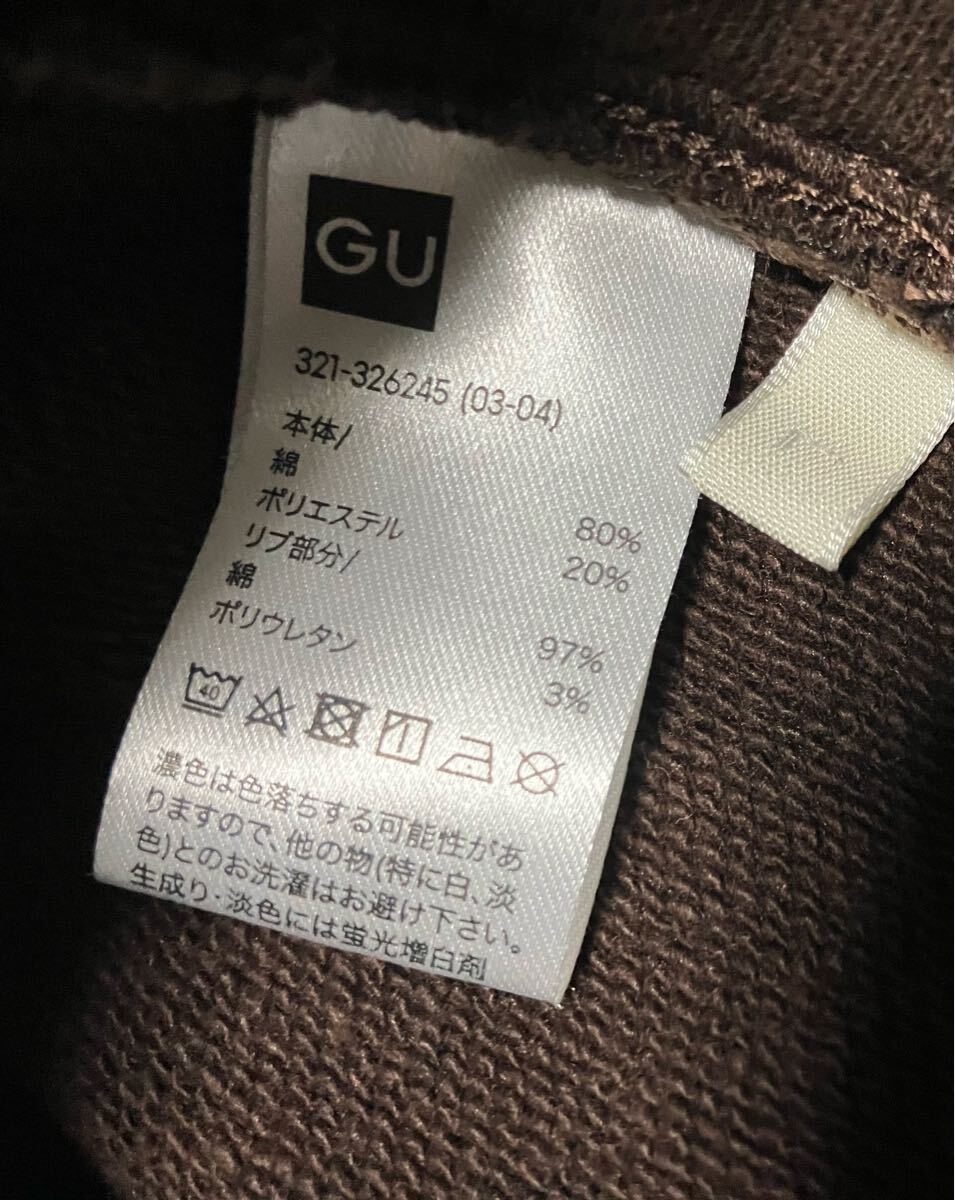 GU
321-326245 (03-04)
本体/
綿 80%
ポリエステル 20%
リブ部分/
綿 97%
ポリウレタン 3%
40
濃色は色落ちする可能性があ
りますので、他の物(特に白、淡
色)とのお洗濯はお避け下さい。
生成り・淡色には蛍光増白剤